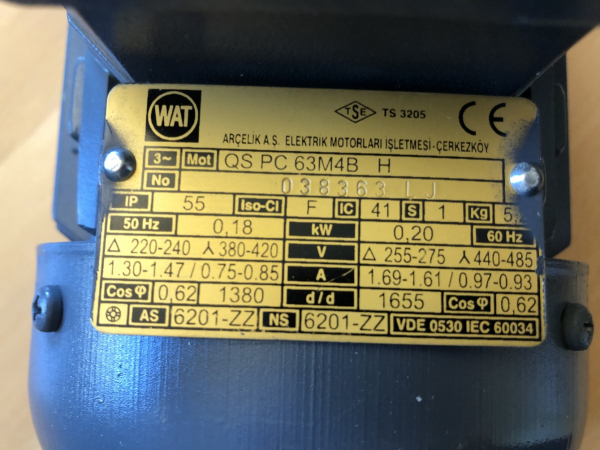 WAT
TSE TS 3205 CE
ARÇELİK A.Ş. ELEKTRIK MOTORLARI İŞLETMESİ-ÇERKEZKÖY
3~ Mot QS PC 63M4B H
No 038363 IJ
IP 55 Iso-Cl F IC 41 S 1 Kg
50 Hz 0,18 kW 0,20 60 Hz
Δ 220-240 ⅄ 380-420 V Δ 255-275 ⅄ 440-485
1.30-1.47 / 0.75-0.85 A 1.69-1.61 / 0.97-0.93
Cos φ 0,62 1380 d/d 1655 Cos φ 0,62
AS 6201-ZZ NS 6201-ZZ VDE 0530 IEC 60034